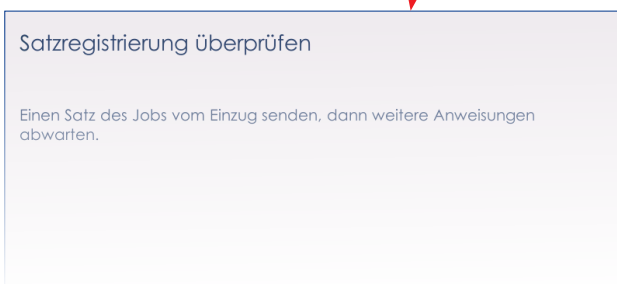 Satzregistrierung überprüfen
Einen Satz des Jobs vom Einzug senden, dann weitere Anweisungen
abwarten.